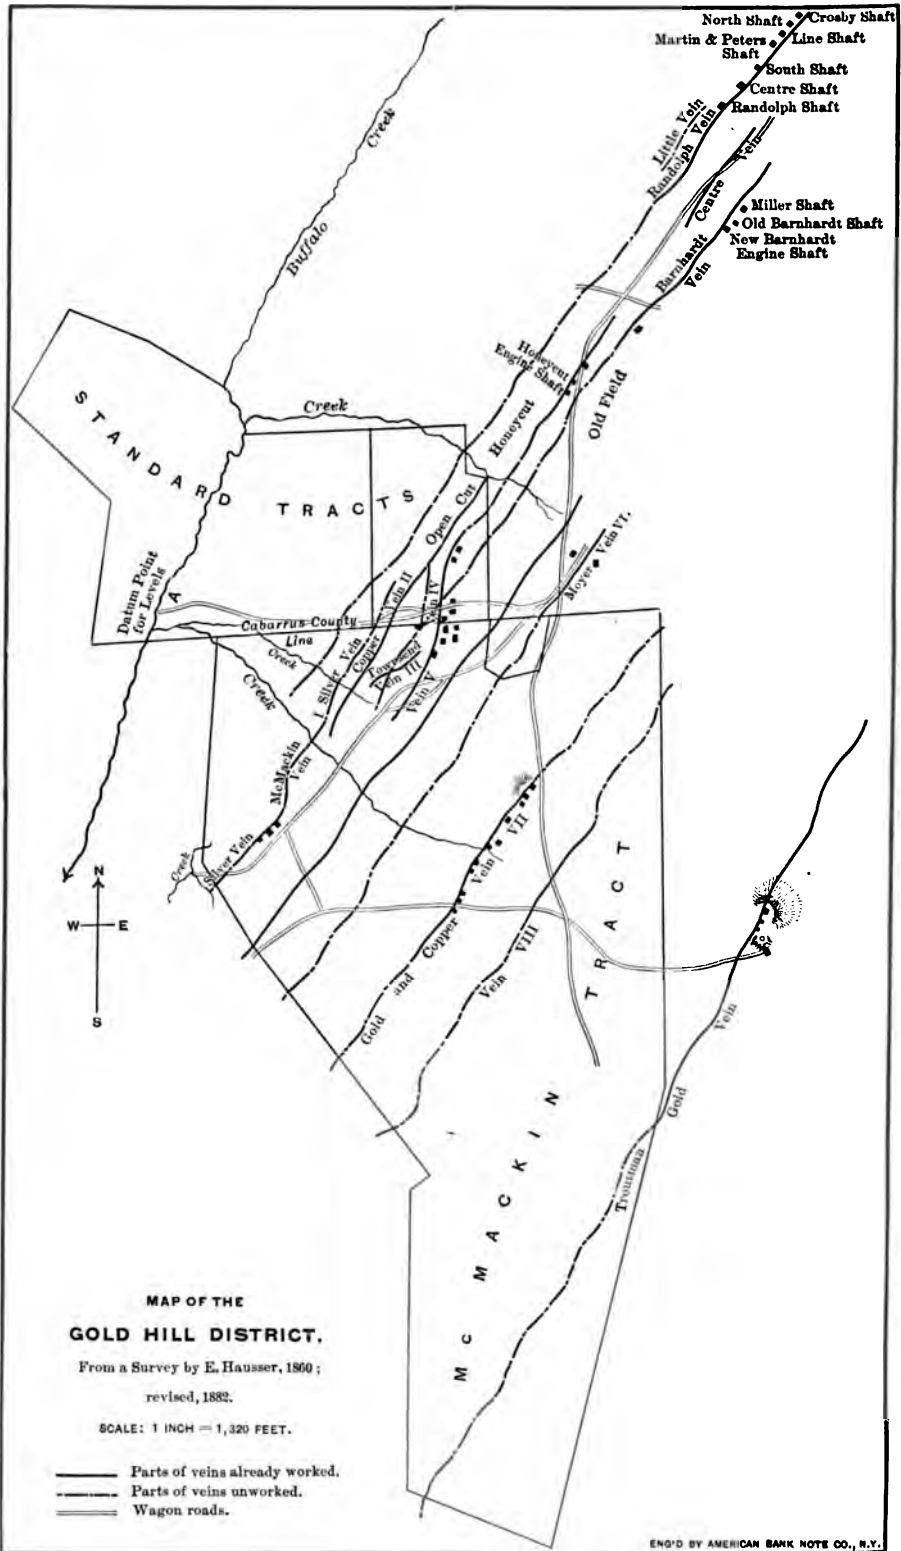 North Shaft
Crosby Shaft
Martin & Peters
Shaft
Line Shaft
South Shaft
Centre Shaft
Randolph Shaft
Little Vein
Randolph Vein
Centre Vein
Miller Shaft
Old Barnhardt Shaft
New Barnhardt
Engine Shaft
Barnhardt
Vein
Creek
Buffalo
Honeycut
Engine Shaft
Old Field
Honeycut
Creek
STANDARD
TRACTS
Open Cut
Moyer Vein VI.
Datum Point
for Levels
A
Cabarrus County
Line
Creek
Creek
Vein II
Copper
I Silver Vein
Vein IV
Townsend
Vein III
Vein V
McMackin
Vein
Silver Vein
Creek
Gold and Copper Vein VII
Vein VIII
Mc MACKIN TRACT
Troutman Gold Vein
N
W E
S
MAP OF THE
GOLD HILL DISTRICT.
From a Survey by E. Hausser, 1860;
revised, 1882.
SCALE: 1 INCH = 1,320 FEET.
Parts of veins already worked.
Parts of veins unworked.
Wagon roads.
ENG'D BY AMERICAN BANK NOTE CO., N.Y.